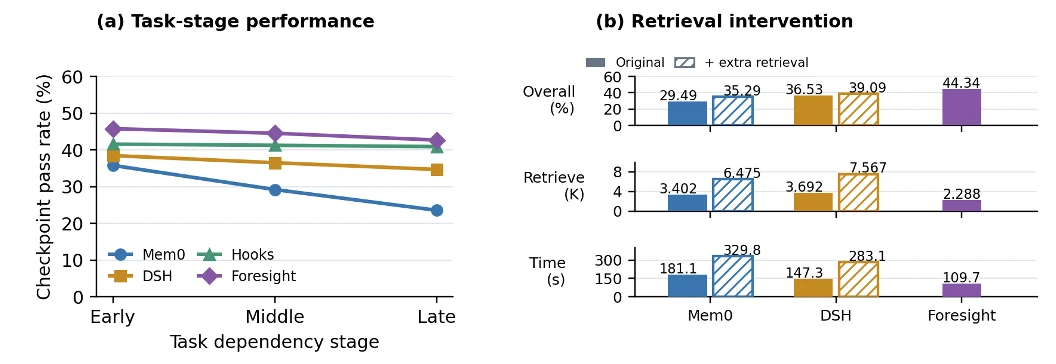 (a) Task-stage performance
Checkpoint pass rate (%)
60
50
40
30
20
10
0
Mem0
DSH
Hooks
Foresight
Early
Middle
Late
Task dependency stage
(b) Retrieval intervention
Original
+ extra retrieval
Overall
(%)
60
40
20
0
29.49
35.29
36.53
39.09
44.34
Retrieve
(K)
8
4
0
3.402
6.475
3.692
7.567
2.288
Time
(s)
300
150
0
181.1
329.8
147.3
283.1
109.7
Mem0
DSH
Foresight